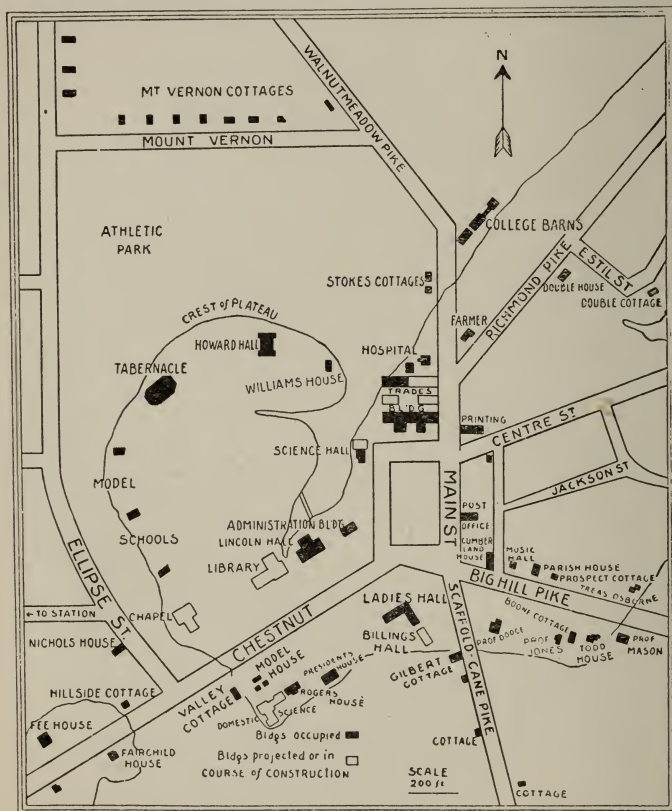 N
WALNUT MEADOW PIKE
MT VERNON COTTAGES
MOUNT VERNON
ATHLETIC
PARK
COLLEGE BARNS
ESTIL ST
STOKES COTTAGES
DOUBLE HOUSE
DOUBLE COTTAGE
RICHMOND PIKE
CREST OF PLATEAU
HOWARD HALL
FARMER
HOSPITAL
TABERNACLE
WILLIAMS HOUSE
TRADES
BLDG
PRINTING
CENTRE ST.
SCIENCE HALL
MODEL
MAIN ST
JACKSON ST
POST
OFFICE
SCHOOLS
ADMINISTRATION BLDG
LINCOLN HALL
CUMBER
LAND
HOUSE
MUSIC
HALL
PARISH HOUSE
PROSPECT COTTAGE
TREAS OSBORNE
LIBRARY
BIG HILL PIKE
ELLIPSE ST.
CHAPEL
CHESTNUT
LADIES HALL
SCAFFOLD-CANE PIKE
BOONE COTTAGE
← TO STATION
NICHOLS HOUSE
BILLINGS
HALL
PROF DODGE
PROF
JONES
TODD
HOUSE
PROF
MASON
MODEL
HOUSE
PRESIDENTS
HOUSE
GILBERT
COTTAGE
HILLSIDE COTTAGE
VALLEY
COTTAGE
ROGERS
HOUSE
DOMESTIC SCIENCE
FEE HOUSE
FAIRCHILD
HOUSE
Bldgs occupied
Bldgs projected or in
COURSE OF CONSTRUCTION
SCALE
200 ft
COTTAGE
COTTAGE